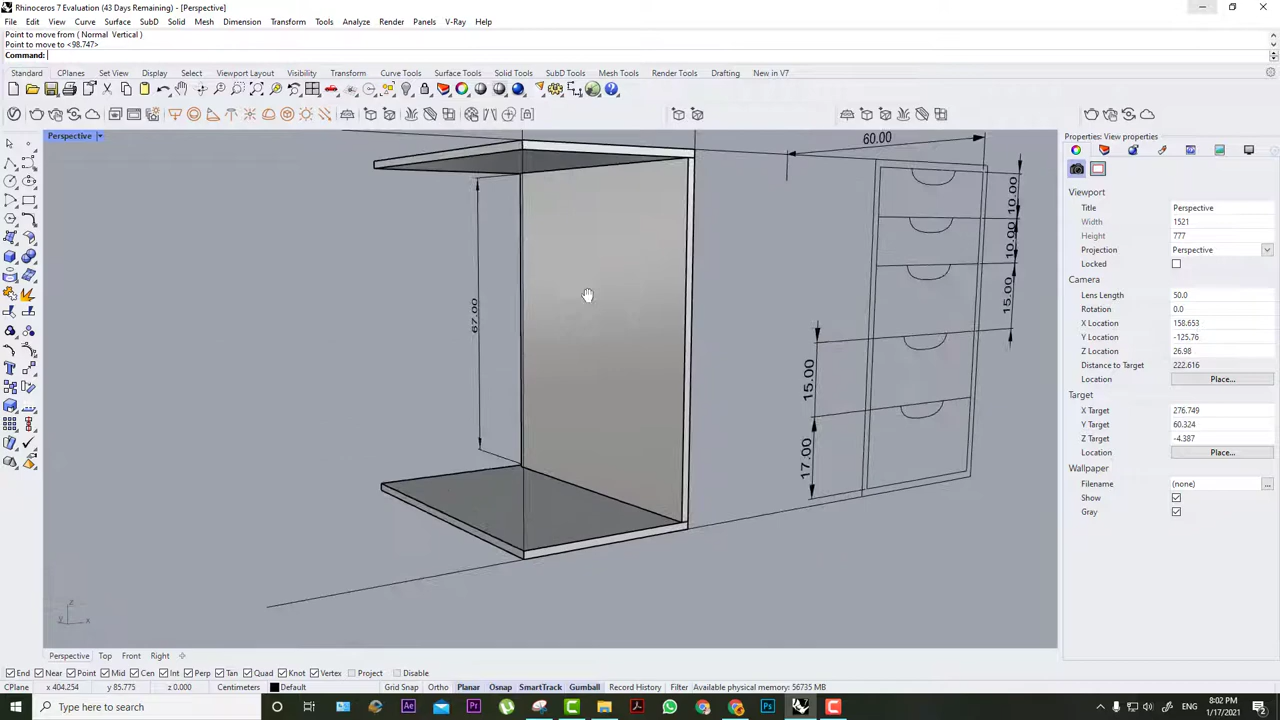 Rhinoceros 7 Evaluation (43 Days Remaining) - [Perspective]
File Edit View Curve Surface SubD Solid Mesh Dimension Transform Tools Analyze Render Panels V-Ray Help
Point to move from ( Normal Vertical )
Point to move to <98.747>
Command:
Standard CPlanes Set View Display Select Viewport Layout Visibility Transform Curve Tools Surface Tools Solid Tools SubD Tools Mesh Tools Render Tools Drafting New in V7
Perspective
60.00
10.00
10.00
15.00
67.00
15.00
17.00
z
y
x
Properties: View properties
Viewport
Title Perspective
Width 1521
Height 777
Projection Perspective
Locked
Camera
Lens Length 50.0
Rotation 0.0
X Location 158.653
Y Location -125.76
Z Location 26.98
Distance to Target 222.616
Location Place...
Target
X Target 276.749
Y Target 60.324
Z Target -4.387
Location Place...
Wallpaper
Filename (none) ...
Show
Gray
Perspective Top Front Right
End Near Point Mid Cen Int Perp Tan Quad Knot Vertex Project Disable
CPlane x 404.254 y 85.775 z 0.000 Centimeters Default Grid Snap Ortho Planar Osnap SmartTrack Gumball Record History Filter Available physical memory: 56735 MB
Type here to search
Ae Pr Ps
8:02 PM
1/17/2021